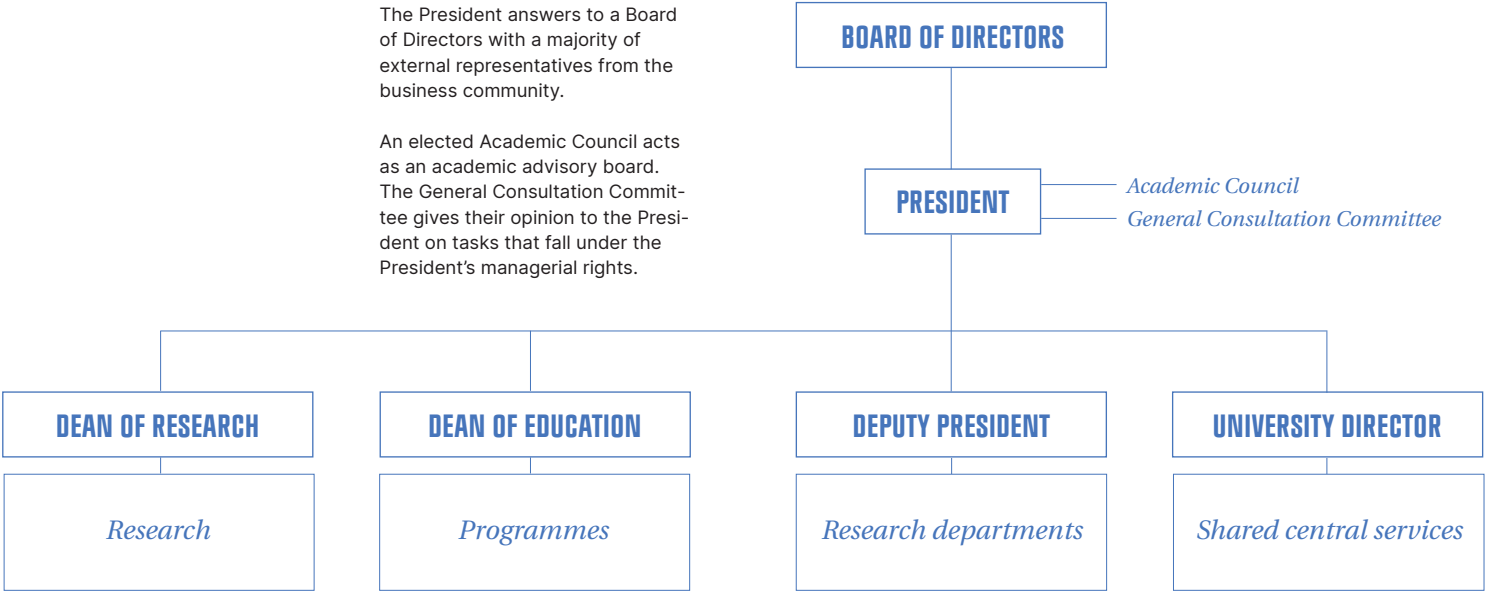 The President answers to a Board
of Directors with a majority of
external representatives from the
business community.
An elected Academic Council acts
as an academic advisory board.
The General Consultation Commit-
tee gives their opinion to the Presi-
dent on tasks that fall under the
President’s managerial rights.
BOARD OF DIRECTORS
PRESIDENT
Academic Council
General Consultation Committee
DEAN OF RESEARCH
DEAN OF EDUCATION
DEPUTY PRESIDENT
UNIVERSITY DIRECTOR
Research
Programmes
Research departments
Shared central services